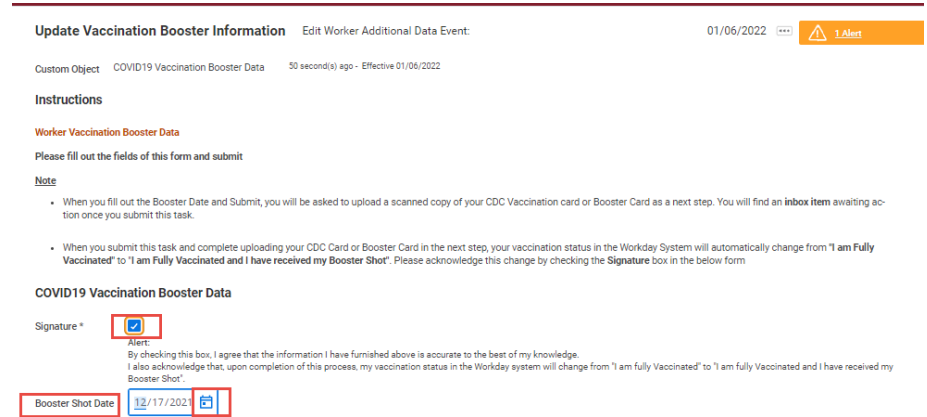 Update Vaccination Booster Information Edit Worker Additional Data Event: 01/06/2022 1 Alert
Custom Object COVID19 Vaccination Booster Data 50 second(s) ago - Effective 01/06/2022
Instructions
Worker Vaccination Booster Data
Please fill out the fields of this form and submit
Note
• When you fill out the Booster Date and Submit, you will be asked to upload a scanned copy of your CDC Vaccination card or Booster Card as a next step. You will find an inbox item awaiting ac-
tion once you submit this task.
• When you submit this task and complete uploading your CDC Card or Booster Card in the next step, your vaccination status in the Workday System will automatically change from "I am Fully
Vaccinated" to "I am Fully Vaccinated and I have received my Booster Shot". Please acknowledge this change by checking the Signature box in the below form
COVID19 Vaccination Booster Data
Signature *
Alert:
By checking this box, I agree that the information I have furnished above is accurate to the best of my knowledge.
I also acknowledge that, upon completion of this process, my vaccination status in the Workday system will change from "I am fully Vaccinated" to "I am fully Vaccinated and I have received my
Booster Shot".
Booster Shot Date 12/17/2021